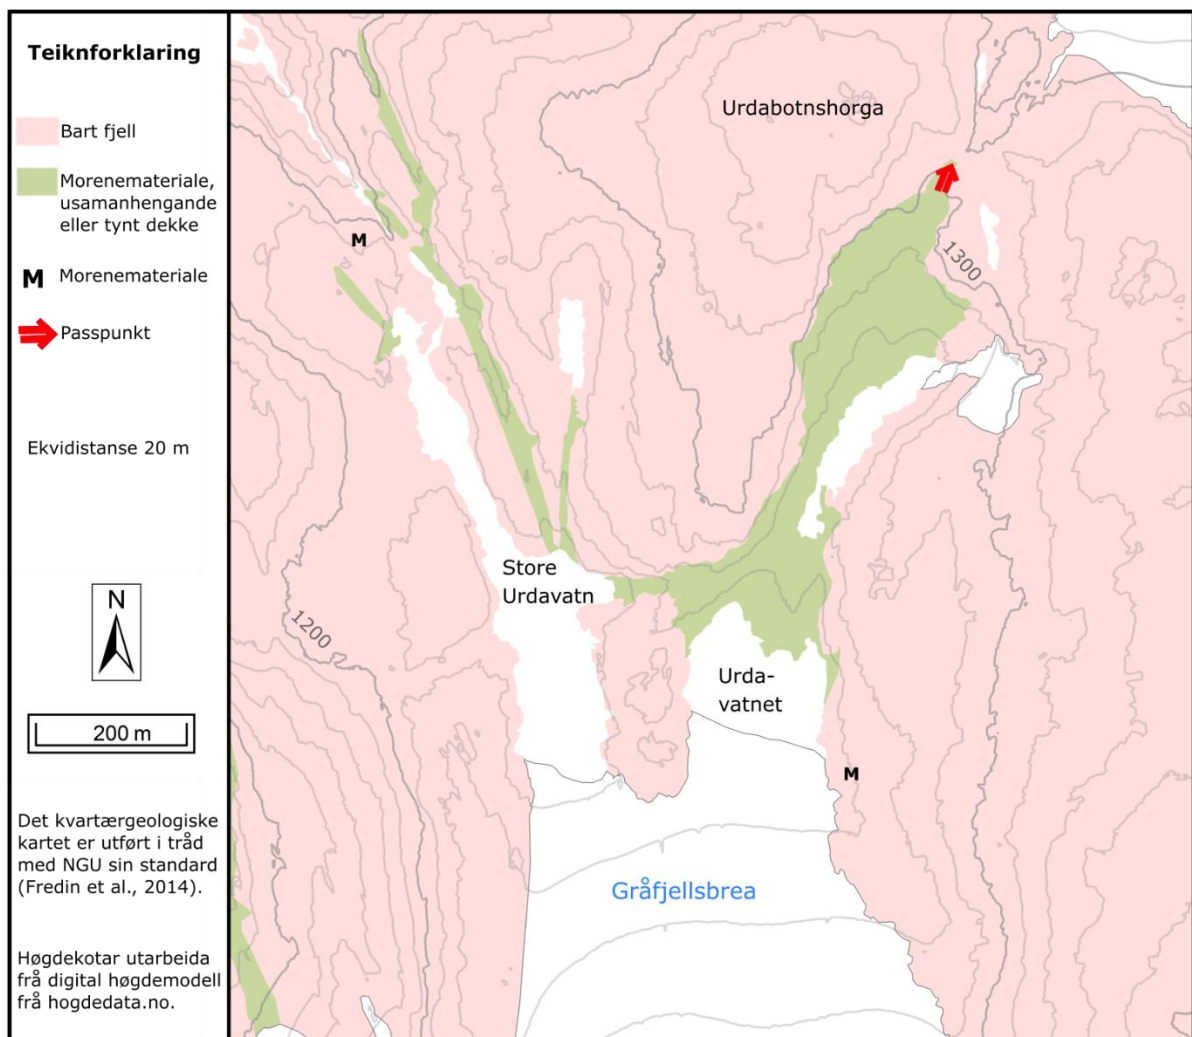 Teiknforklaring
Bart fjell
Morenemateriale,
usamanhengande
eller tynt dekke
M Morenemateriale
Passpunkt
Ekvidistanse 20 m
N
200 m
Det kvartærgeologiske
kartet er utført i tråd
med NGU sin standard
(Fredin et al., 2014).
Høgdekotar utarbeida
frå digital høgdemodell
frå hogdedata.no.
Urdabotnshorga
M
1300
Store
Urdavatn
1200
Urda-
vatnet
M
Gråfjellsbrea